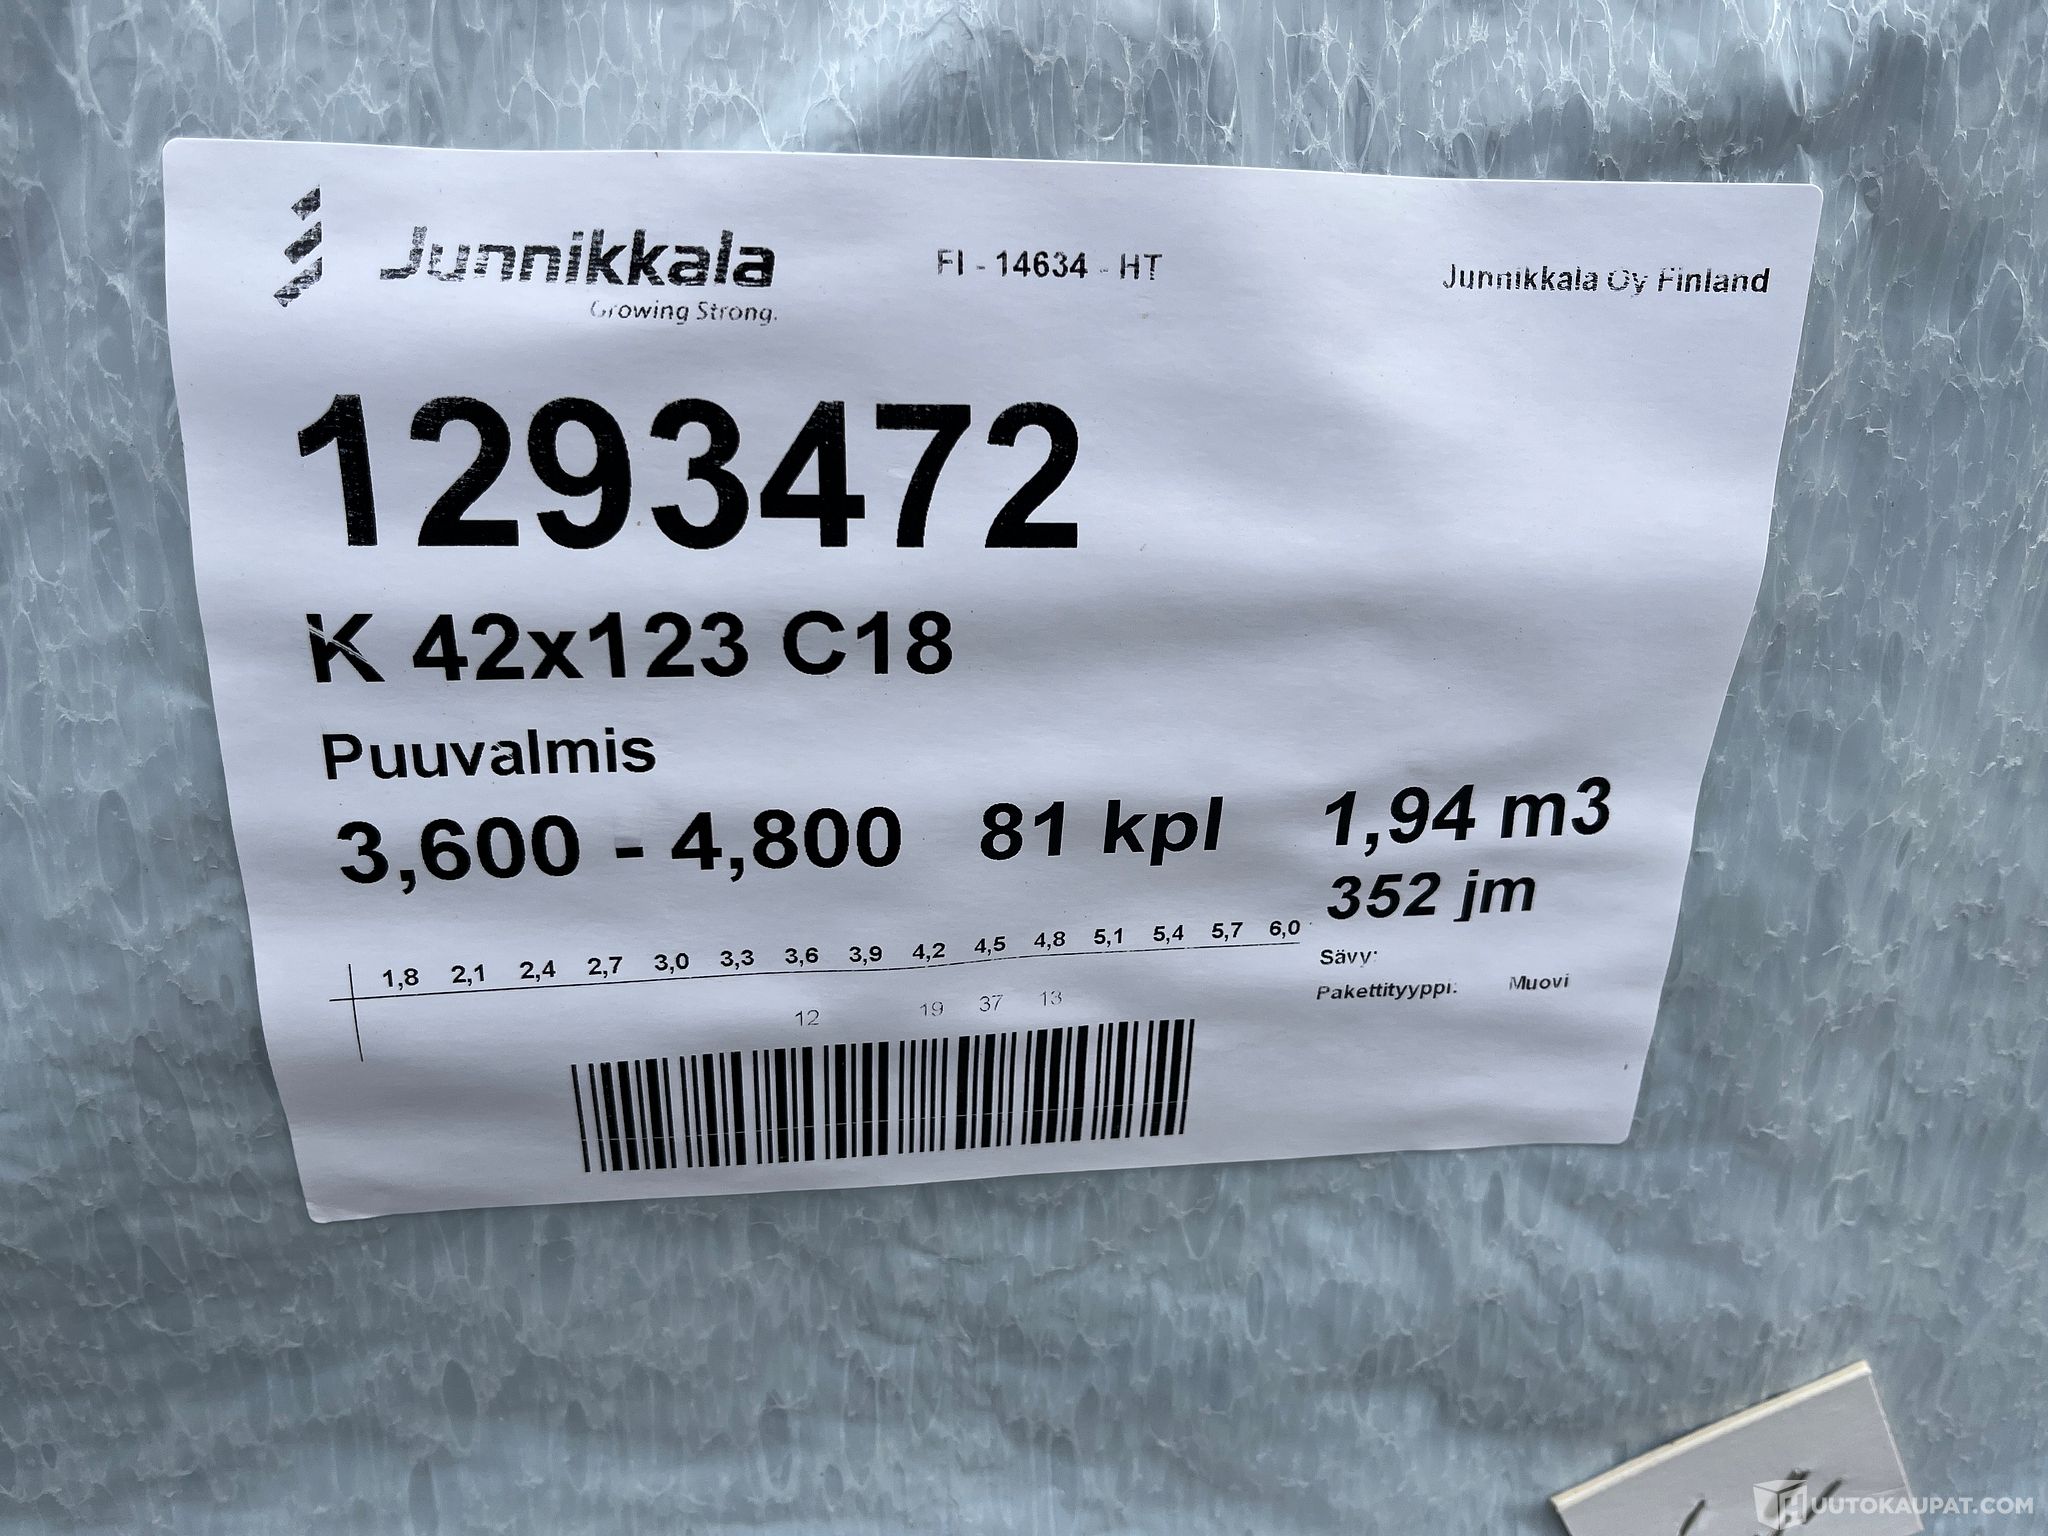 Junnikkala
Growing Strong.
FI - 14634 - HT
Junnikkala Oy Finland
1293472
K 42x123 C18
Puuvalmis
3,600 - 4,800 81 kpl 1,94 m3
352 jm
1,8 2,1 2,4 2,7 3,0 3,3 3,6 3,9 4,2 4,5 4,8 5,1 5,4 5,7 6,0
12 19 37 13
Sävy:
Pakettityyppi: Muovi
HUUTOKAUPAT.COM